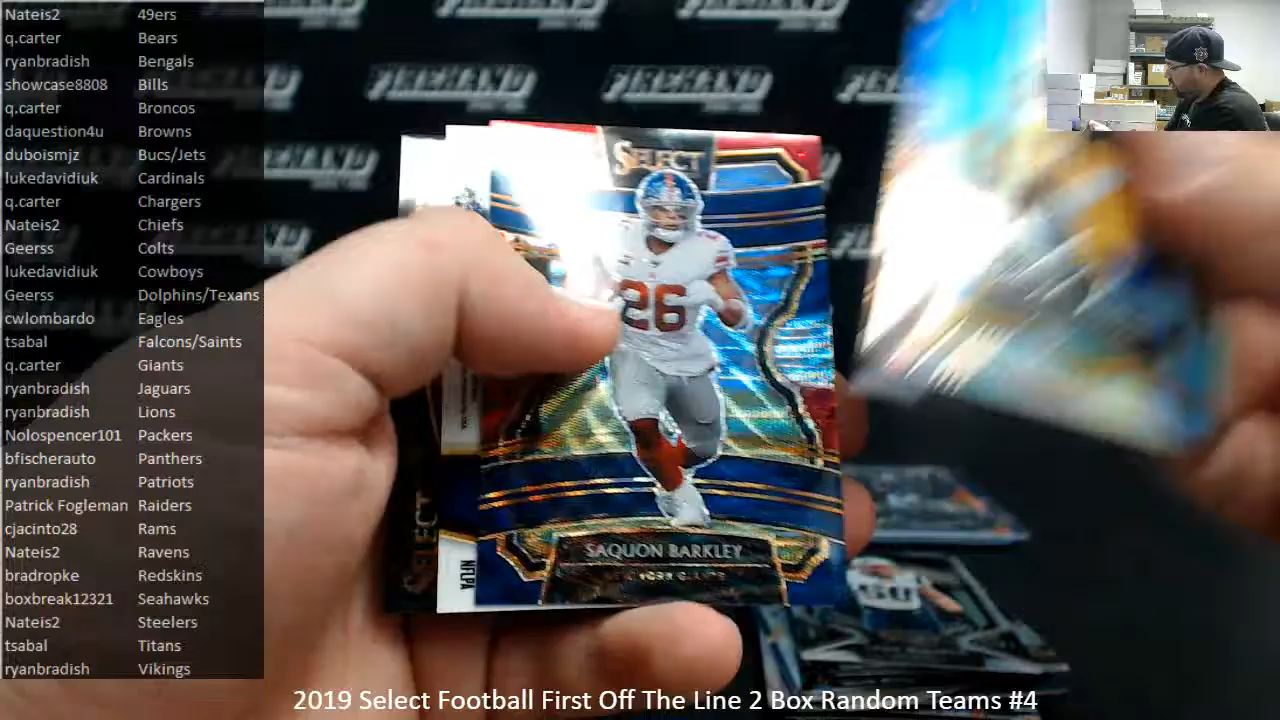 Nateis2 49ers
q.carter Bears
ryanbradish Bengals
showcase8808 Bills
q.carter Broncos
daquestion4u Browns
duboismjz Bucs/Jets
lukedavidiuk Cardinals
q.carter Chargers
Nateis2 Chiefs
Geerss Colts
lukedavidiuk Cowboys
Geerss Dolphins/Texans
cwlombardo Eagles
tsabal Falcons/Saints
q.carter Giants
ryanbradish Jaguars
ryanbradish Lions
Nolospencer101 Packers
bfischerauto Panthers
ryanbradish Patriots
Patrick Fogleman Raiders
cjacinto28 Rams
Nateis2 Ravens
bradropke Redskins
boxbreak12321 Seahawks
Nateis2 Steelers
tsabal Titans
ryanbradish Vikings
FIREHAND
FIREHAND
FIREHAND
SELECT
26
SAQUON BARKLEY
SELECT
NFLPA
50
2019 Select Football First Off The Line 2 Box Random Teams #4